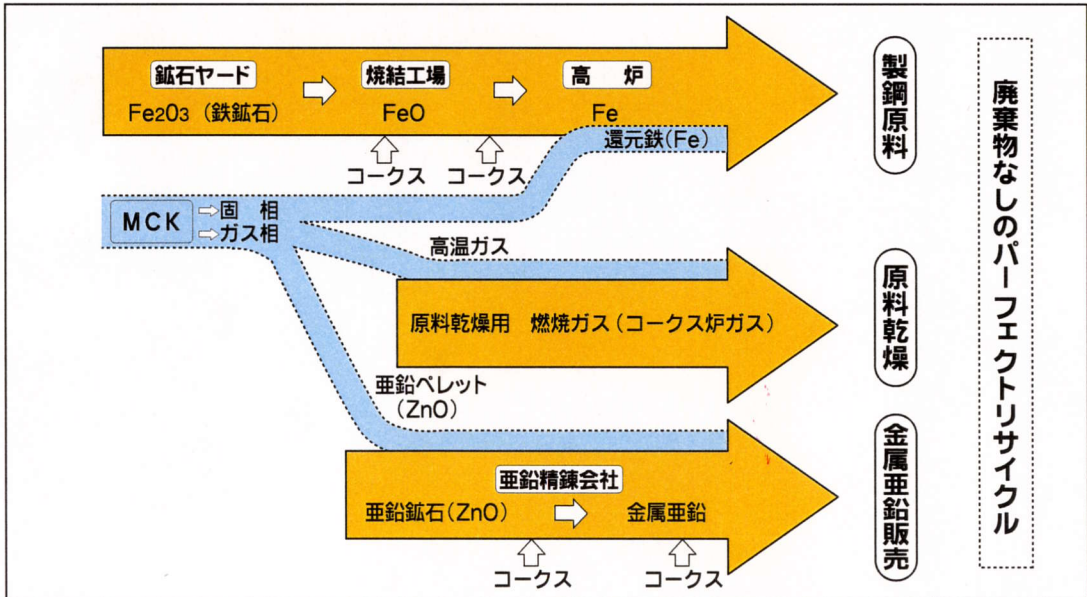 鉱石ヤード
焼結工場
高 炉
Fe2O3 (鉄鉱石)
FeO
Fe
還元鉄(Fe)
コークス
コークス
MCK
固 相
ガス相
高温ガス
原料乾燥用 燃焼ガス(コークス炉ガス)
亜鉛ペレット
(ZnO)
亜鉛精錬会社
亜鉛鉱石(ZnO)
金属亜鉛
コークス
コークス
製鋼原料
原料乾燥
金属亜鉛販売
廃棄物なしのパーフェクトリサイクル